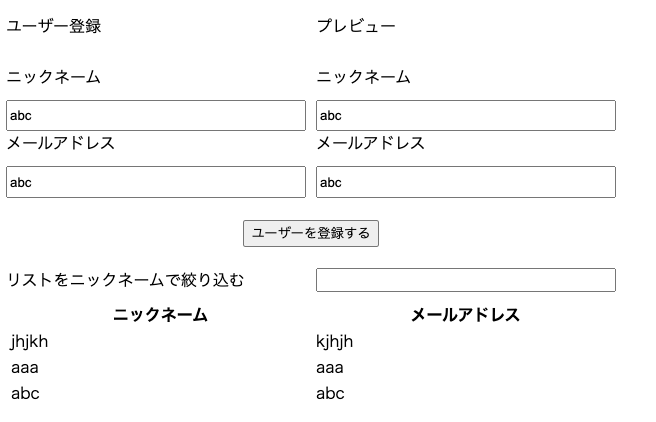 ユーザー登録 プレビュー
ニックネーム ニックネーム
abc abc
メールアドレス メールアドレス
abc abc
ユーザーを登録する
リストをニックネームで絞り込む
ニックネーム メールアドレス
jhjkh kjhjh
aaa aaa
abc abc